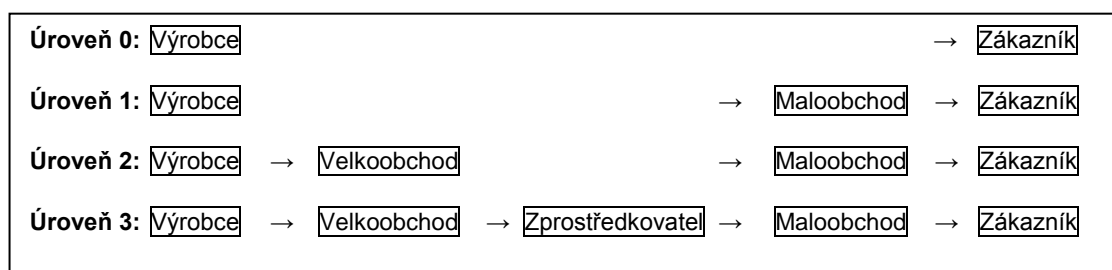 Úroveň 0: Výrobce → Zákazník
Úroveň 1: Výrobce → Maloobchod → Zákazník
Úroveň 2: Výrobce → Velkoobchod → Maloobchod → Zákazník
Úroveň 3: Výrobce → Velkoobchod → Zprostředkovatel → Maloobchod → Zákazník